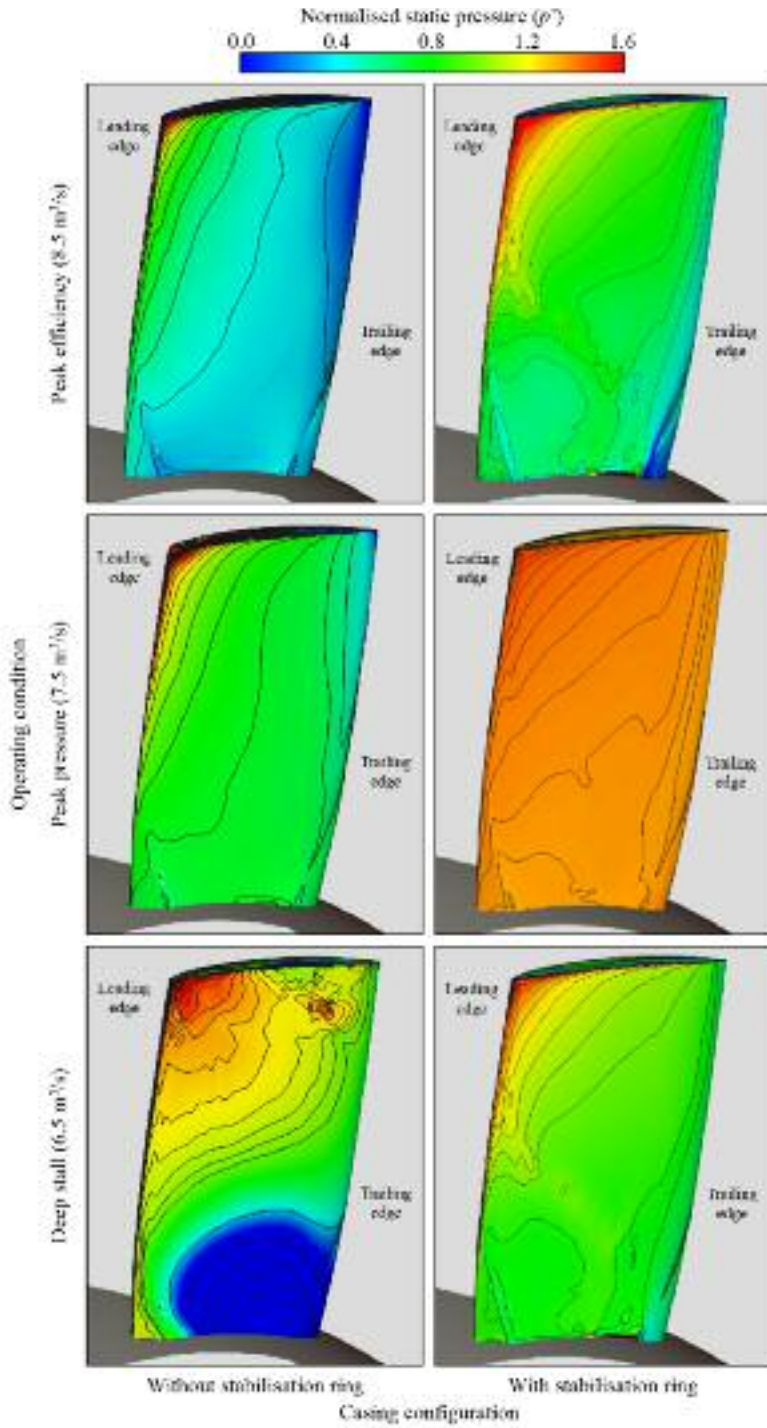 Normalised static pressure (p*)
0.0 0.4 0.8 1.2 1.6
Leading
edge
Trailing
edge
Leading
edge
Trailing
edge
Peak efficiency (8.5 m³/s)
Leading
edge
Trailing
edge
Leading
edge
Trailing
edge
Operating condition
Peak pressure (7.5 m³/s)
Leading
edge
Trailing
edge
Leading
edge
Trailing
edge
Deep stall (6.5 m³/s)
Without stabilisation ring
With stabilisation ring
Casing configuration